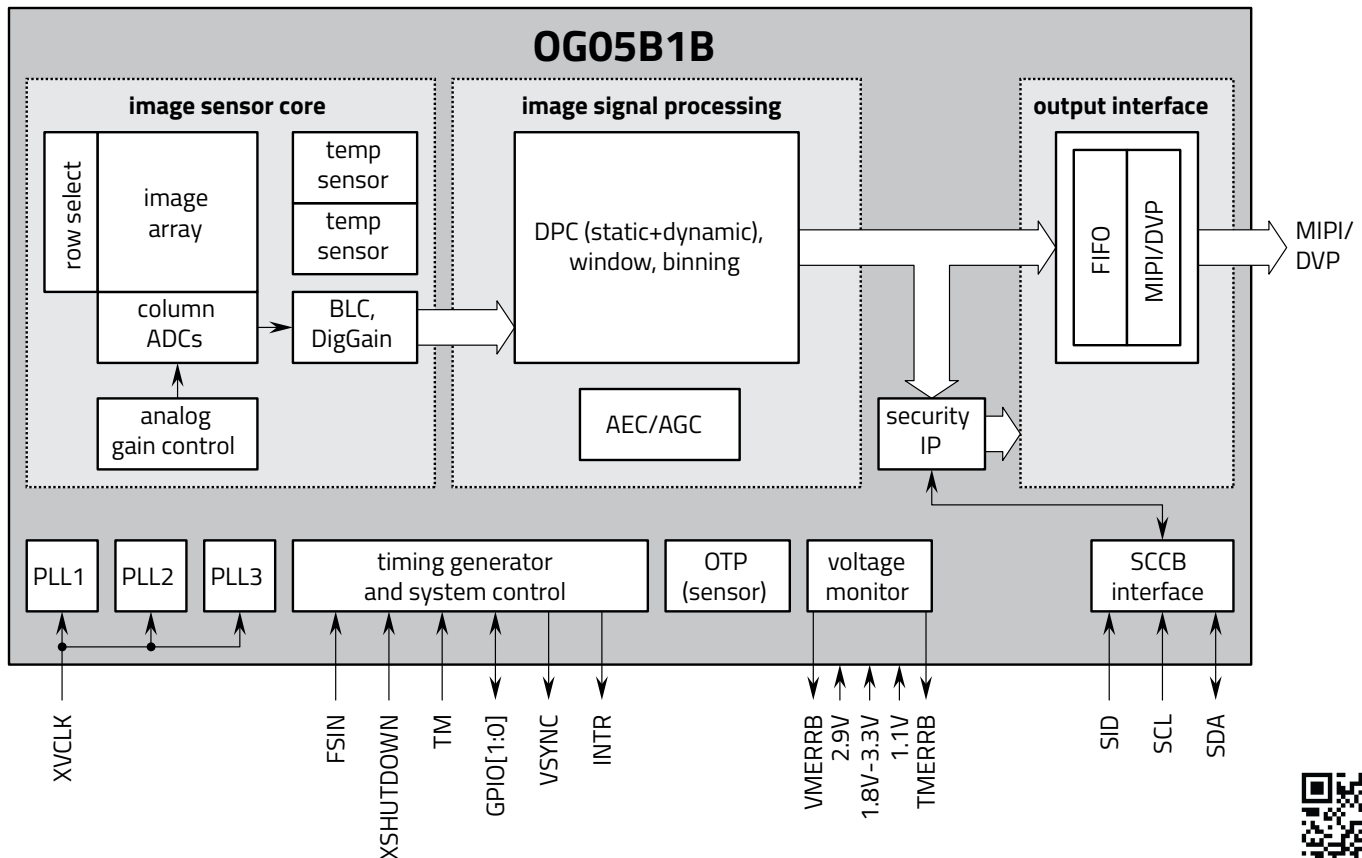 OG05B1B
image sensor core
row select
image
array
temp
sensor
temp
sensor
column
ADCs
BLC,
DigGain
analog
gain control
image signal processing
DPC (static+dynamic),
window, binning
AEC/AGC
security
IP
output interface
FIFO
MIPI/DVP
MIPI/
DVP
PLL1
PLL2
PLL3
timing generator
and system control
OTP
(sensor)
voltage
monitor
SCCB
interface
XVCLK
FSIN
XSHUTDOWN
TM
GPIO[1:0]
VSYNC
INTR
VMERRB
2.9V
1.8V-3.3V
1.1V
TMERRB
SID
SCL
SDA